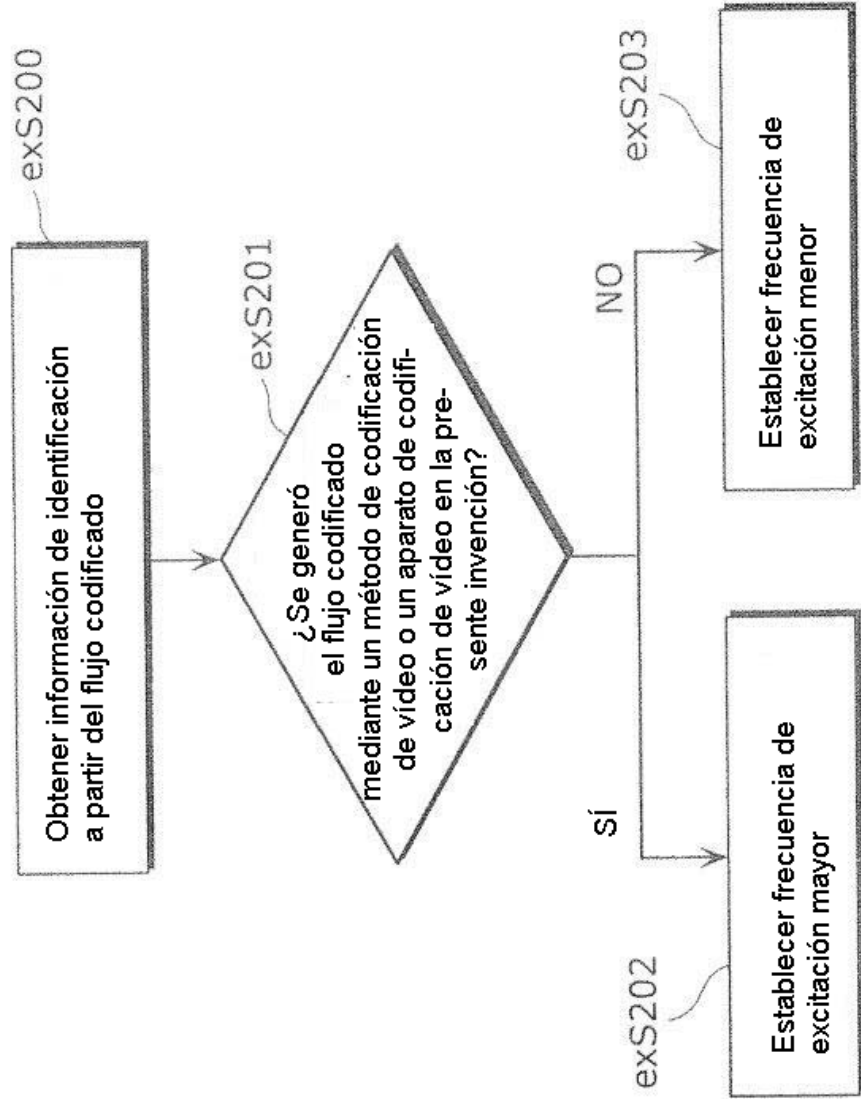 exS200
Obtener información de identificación
a partir del flujo codificado
exS201
¿Se generó
el flujo codificado
mediante un método de codificación
de vídeo o un aparato de codifi-
cación de vídeo en la pre-
sente invención?
SÍ
NO
exS202
Establecer frecuencia de
excitación mayor
exS203
Establecer frecuencia de
excitación menor